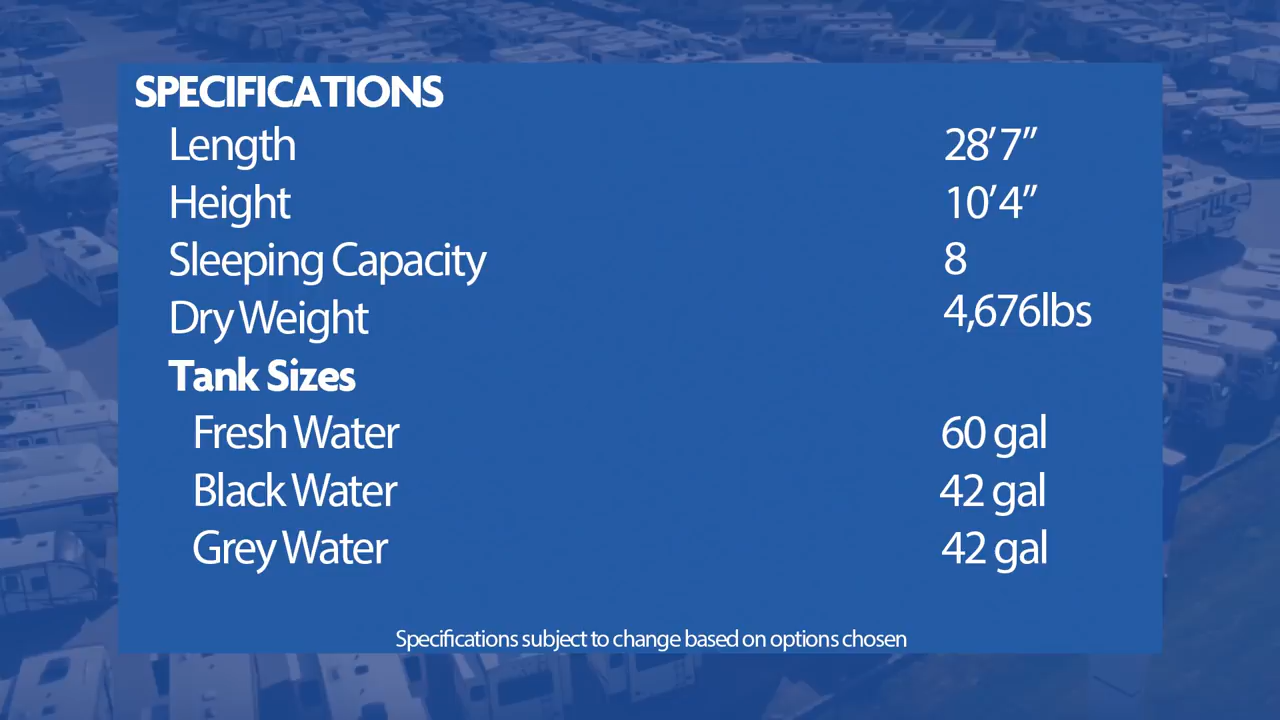 SPECIFICATIONS
Length 28’7”
Height 10’4”
Sleeping Capacity 8
Dry Weight 4,676lbs
Tank Sizes
Fresh Water 60 gal
Black Water 42 gal
Grey Water 42 gal
Specifications subject to change based on options chosen